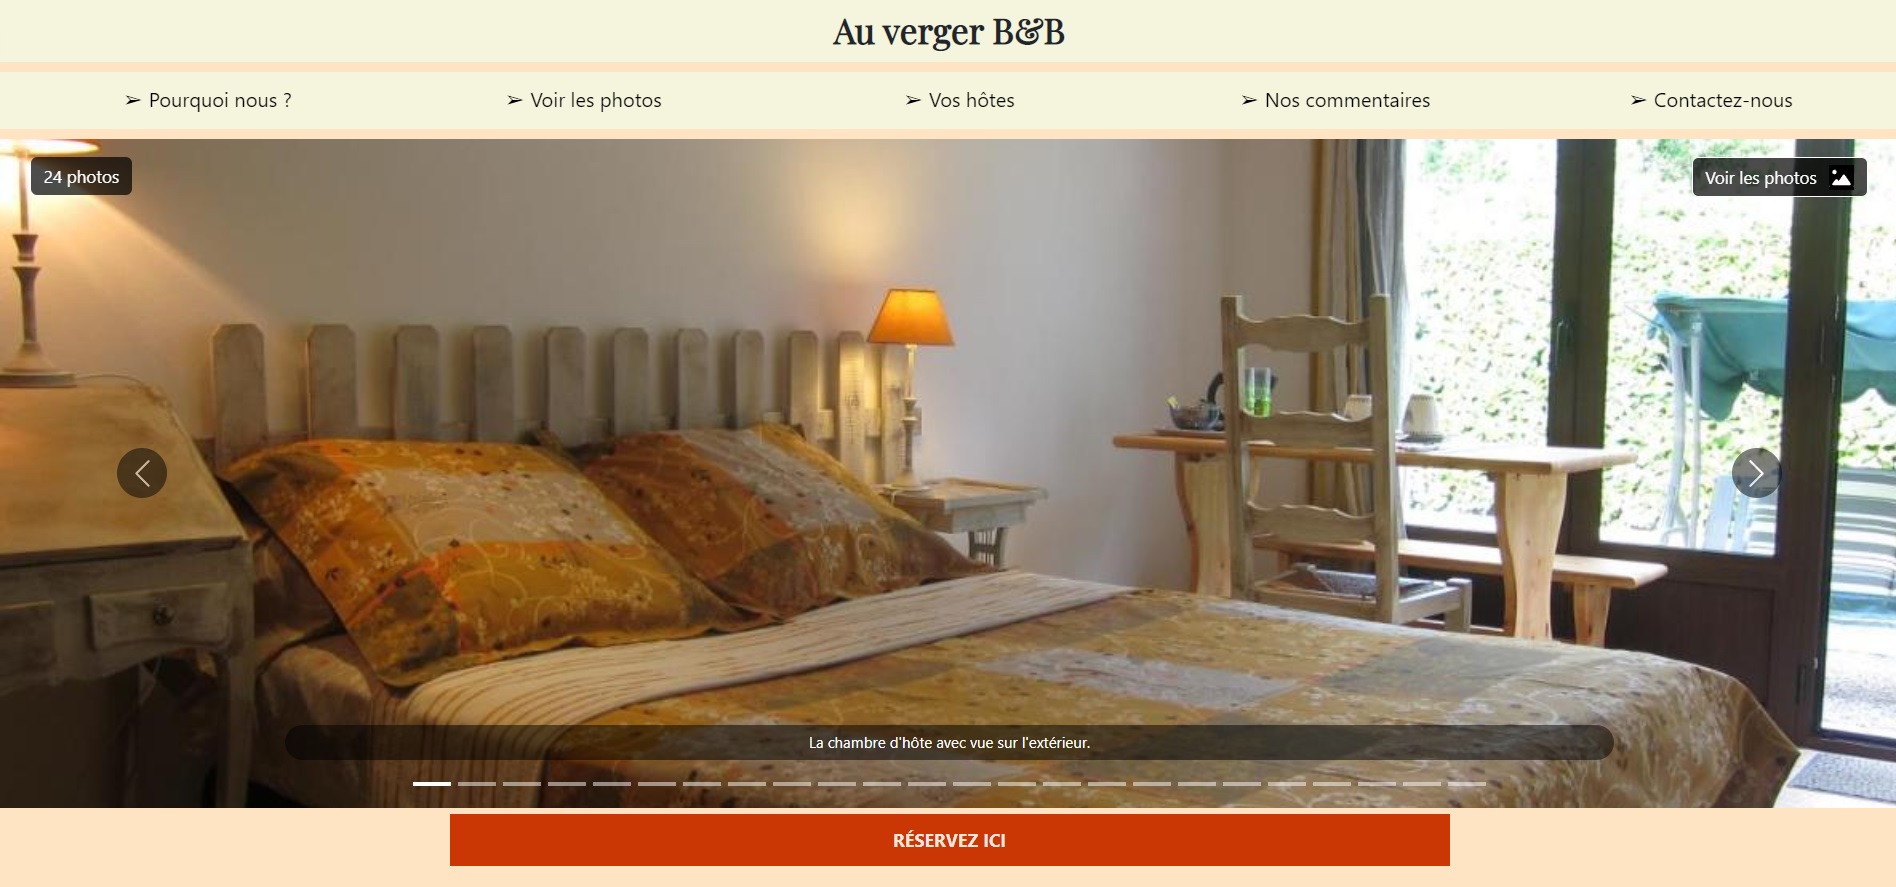 Au verger B&B
➢ Pourquoi nous ?
➢ Voir les photos
➢ Vos hôtes
➢ Nos commentaires
➢ Contactez-nous
24 photos
Voir les photos
La chambre d'hôte avec vue sur l'extérieur.
RÉSERVEZ ICI